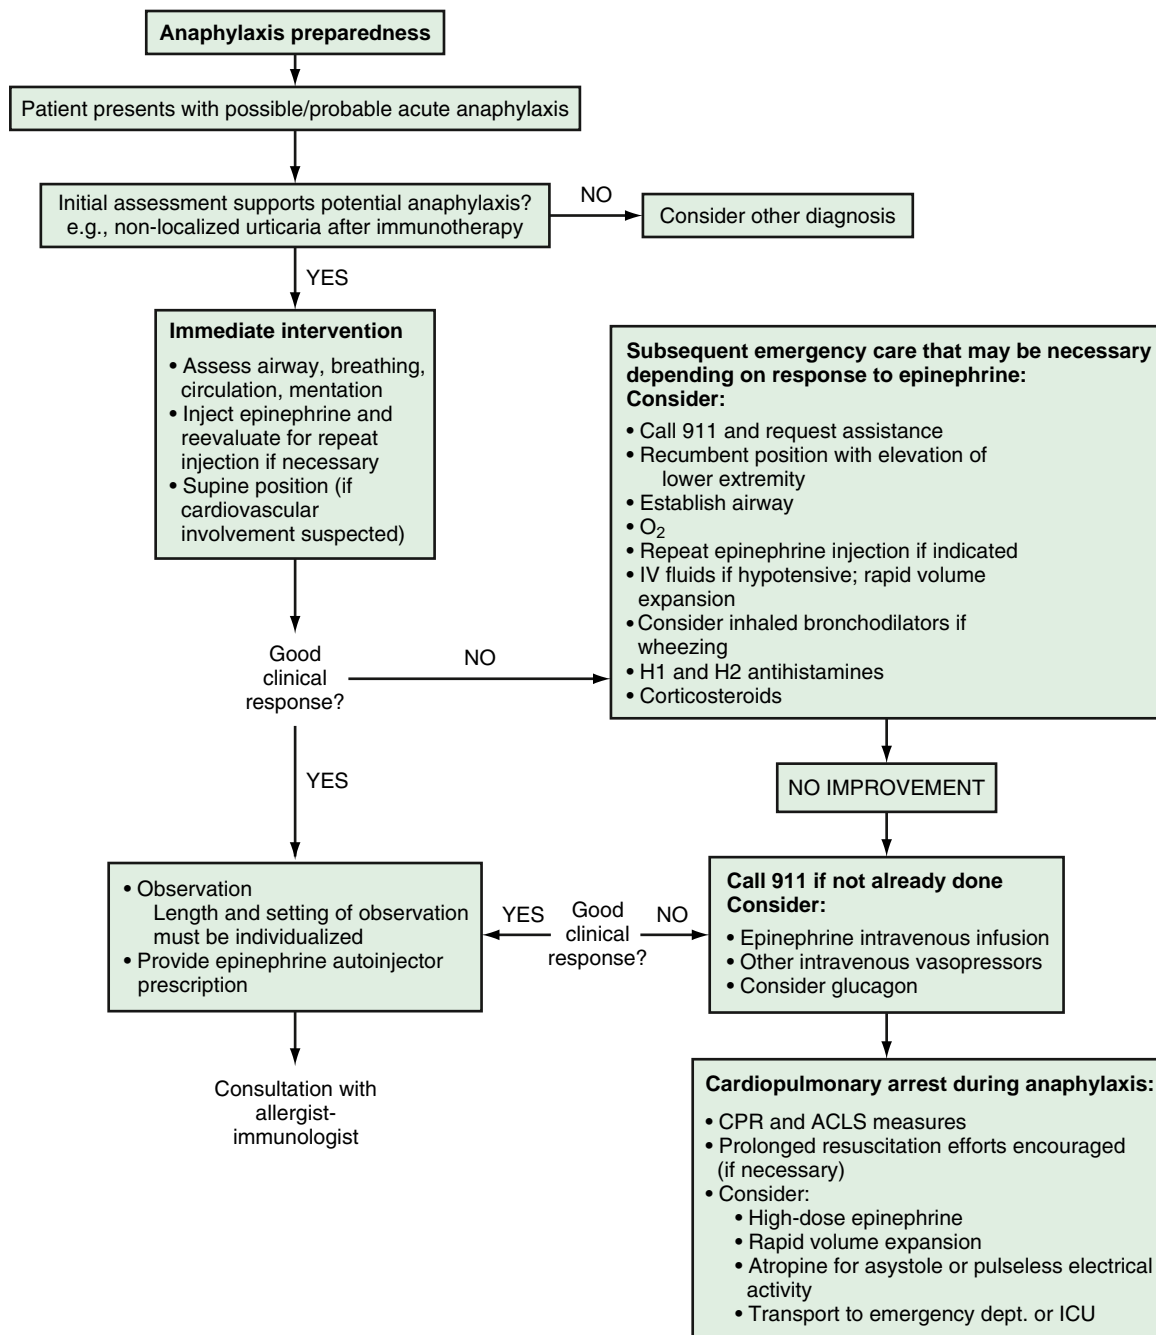 Anaphylaxis preparedness
Patient presents with possible/probable acute anaphylaxis
Initial assessment supports potential anaphylaxis?
e.g., non-localized urticaria after immunotherapy
NO
Consider other diagnosis
YES
Immediate intervention
• Assess airway, breathing,
circulation, mentation
• Inject epinephrine and
reevaluate for repeat
injection if necessary
• Supine position (if
cardiovascular
involvement suspected)
Subsequent emergency care that may be necessary
depending on response to epinephrine:
Consider:
• Call 911 and request assistance
• Recumbent position with elevation of
lower extremity
• Establish airway
• O₂
• Repeat epinephrine injection if indicated
• IV fluids if hypotensive; rapid volume
expansion
• Consider inhaled bronchodilators if
wheezing
• H1 and H2 antihistamines
• Corticosteroids
Good
clinical
response?
NO
YES
NO IMPROVEMENT
• Observation
Length and setting of observation
must be individualized
• Provide epinephrine autoinjector
prescription
YES
Good
clinical
response?
NO
Call 911 if not already done
Consider:
• Epinephrine intravenous infusion
• Other intravenous vasopressors
• Consider glucagon
Consultation with
allergist-
immunologist
Cardiopulmonary arrest during anaphylaxis:
• CPR and ACLS measures
• Prolonged resuscitation efforts encouraged
(if necessary)
• Consider:
• High-dose epinephrine
• Rapid volume expansion
• Atropine for asystole or pulseless electrical
activity
• Transport to emergency dept. or ICU